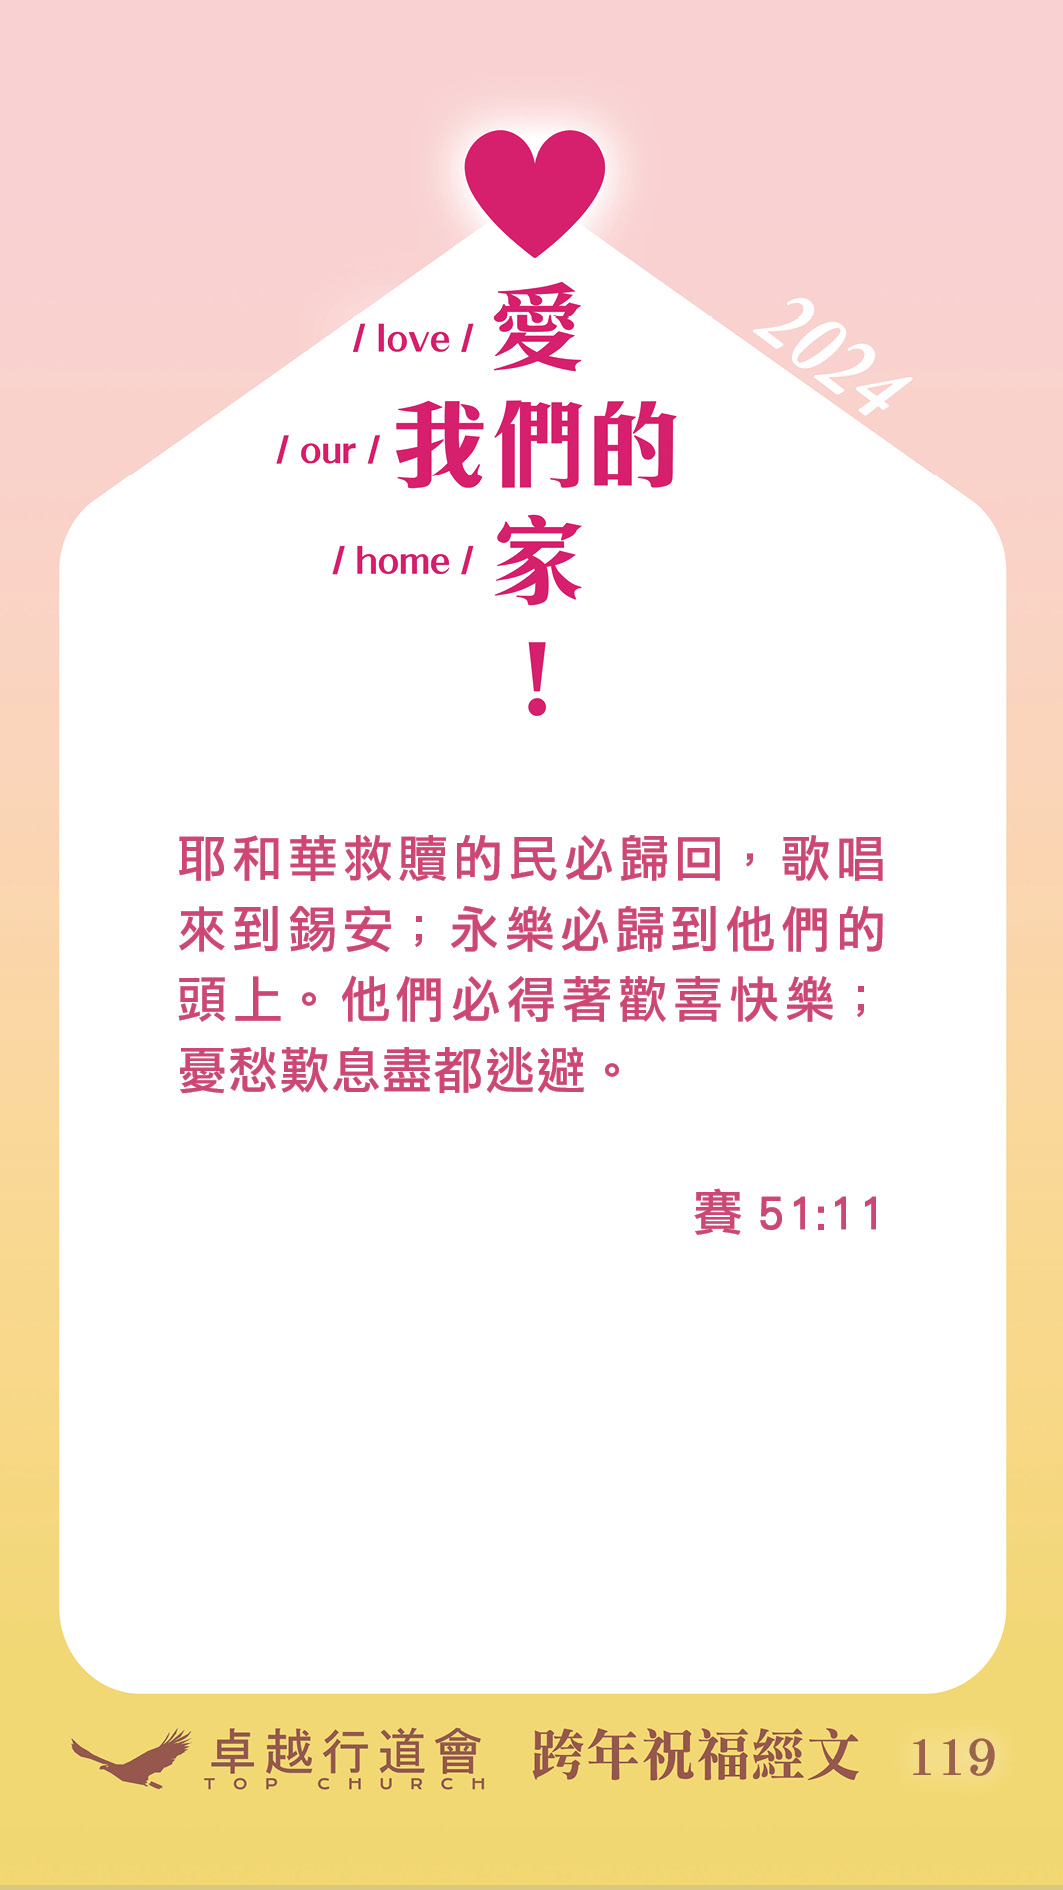 / love / 愛
2024
/ our / 我們的
/ home / 家
!
耶和華救贖的民必歸回，歌唱
來到錫安；永樂必歸到他們的
頭上。他們必得著歡喜快樂；
憂愁歎息盡都逃避。
賽 51:11
卓越行道會 跨年祝福經文 119
TOP CHURCH